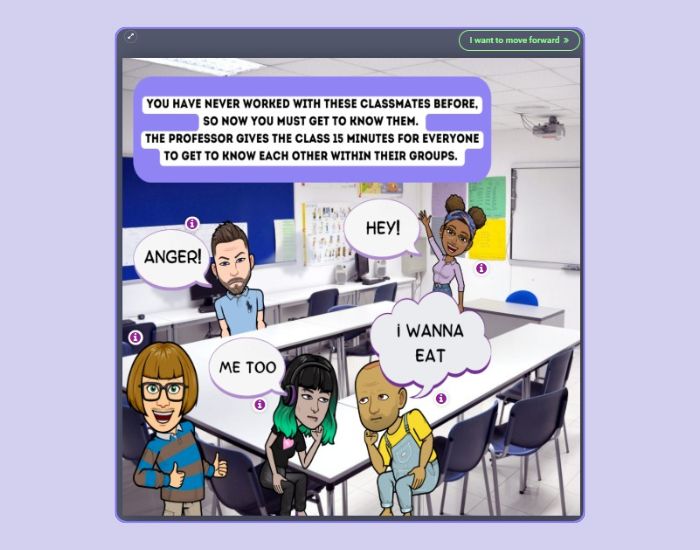 I want to move forward »
YOU HAVE NEVER WORKED WITH THESE CLASSMATES BEFORE,
SO NOW YOU MUST GET TO KNOW THEM.
THE PROFESSOR GIVES THE CLASS 15 MINUTES FOR EVERYONE
TO GET TO KNOW EACH OTHER WITHIN THEIR GROUPS.
HEY!
ANGER!
I WANNA
EAT
ME TOO